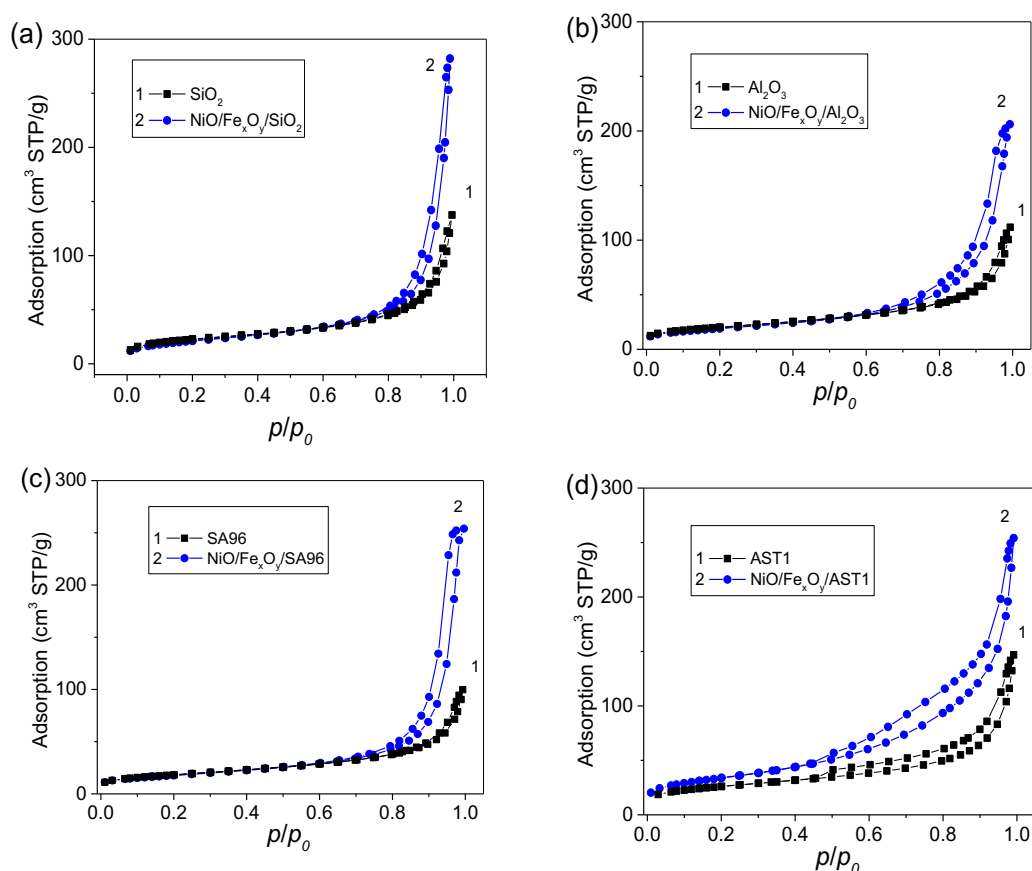 (a)
300
200
100
0
Adsorption (cm³ STP/g)
1 SiO₂
2 NiO/FeₓOᵧ/SiO₂
2
1
0.0 0.2 0.4 0.6 0.8 1.0
p/p₀
(b)
300
200
100
0
Adsorption (cm³ STP/g)
1 Al₂O₃
2 NiO/FeₓOᵧ/Al₂O₃
2
1
0.0 0.2 0.4 0.6 0.8 1.0
p/p₀
(c)
300
200
100
0
Adsorption (cm³ STP/g)
1 SA96
2 NiO/FeₓOᵧ/SA96
2
1
0.0 0.2 0.4 0.6 0.8 1.0
p/p₀
(d)
300
200
100
0
Adsorption (cm³ STP/g)
1 AST1
2 NiO/FeₓOᵧ/AST1
2
1
0.0 0.2 0.4 0.6 0.8 1.0
p/p₀